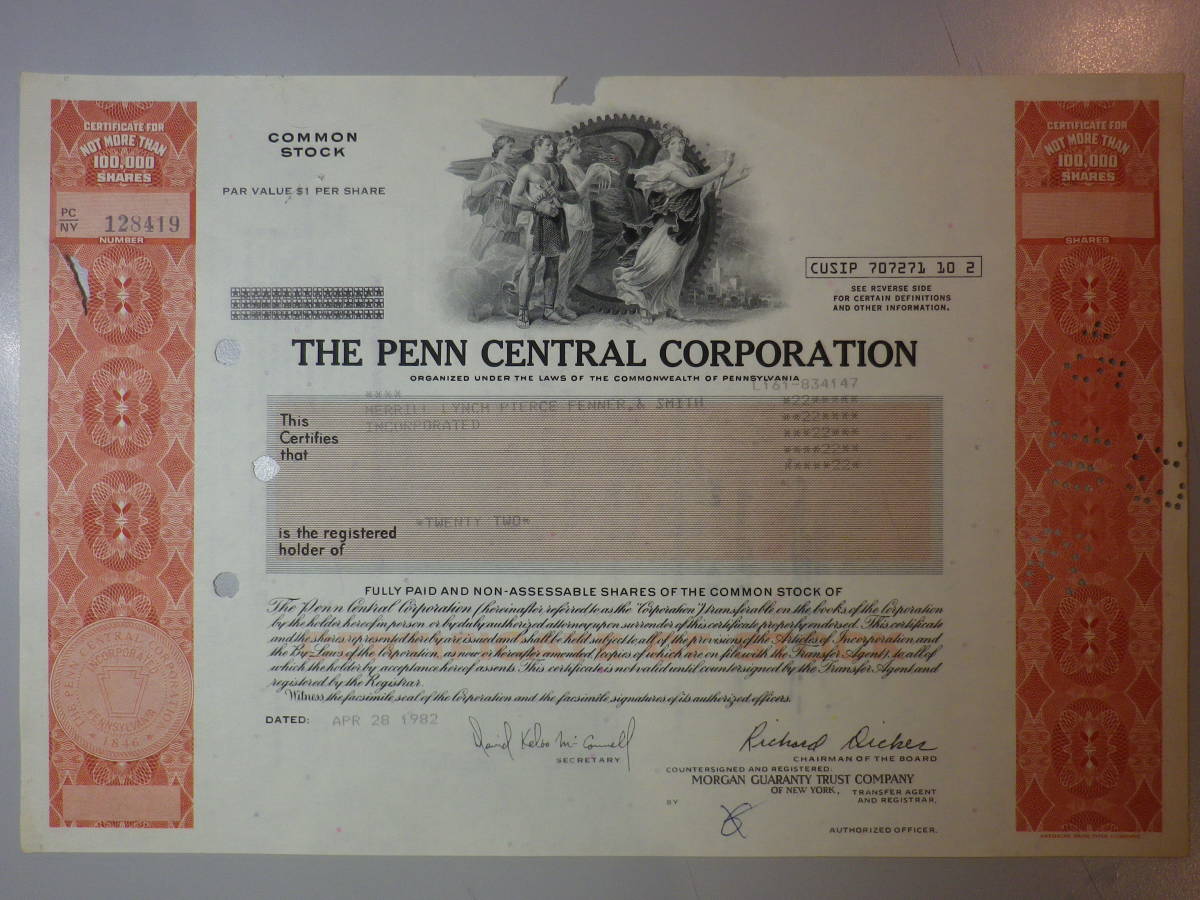 CERTIFICATE FOR
NOT MORE THAN
100,000
SHARES
PC
NY
128419
NUMBER
COMMON
STOCK
PAR VALUE $1 PER SHARE
CERTIFICATE FOR
NOT MORE THAN
100,000
SHARES
SHARES
CUSIP 707271 10 2
SEE REVERSE SIDE
FOR CERTAIN DEFINITIONS
AND OTHER INFORMATION.
THE PENN CENTRAL CORPORATION
ORGANIZED UNDER THE LAWS OF THE COMMONWEALTH OF PENNSYLVANIA
L161-834147
****
MERRILL LYNCH PIERCE FENNER & SMITH
INCORPORATED
*22*****
**22****
***22***
****22**
*****22*
This
Certifies
that
*TWENTY TWO*
is the registered
holder of
FULLY PAID AND NON-ASSESSABLE SHARES OF THE COMMON STOCK OF
The Penn Central Corporation (hereinafter referred to as the "Corporation") transferable on the books of the Corporation
by the holder hereof in person or by duly authorized attorney upon surrender of this certificate properly endorsed. This certificate
and the shares represented hereby are issued and shall be held subject to all of the provisions of the Articles of Incorporation and
the By-Laws of the Corporation, as now or hereafter amended, (copies of which are on file with the Transfer Agent), to all of
which the holder by acceptance hereof assents. This certificate is not valid until countersigned by the Transfer Agent and
registered by the Registrar.
Witness the facsimile seal of the Corporation and the facsimile signatures of its authorized officers.
DATED: APR 28 1982
David Kelso McConnell
SECRETARY
Richard Dicker
CHAIRMAN OF THE BOARD
COUNTERSIGNED AND REGISTERED:
MORGAN GUARANTY TRUST COMPANY
OF NEW YORK, TRANSFER AGENT
AND REGISTRAR,
BY
AUTHORIZED OFFICER.
THE PENN CENTRAL CORPORATION
INCORPORATED
PENNSYLVANIA
1846
AMERICAN BANK NOTE COMPANY